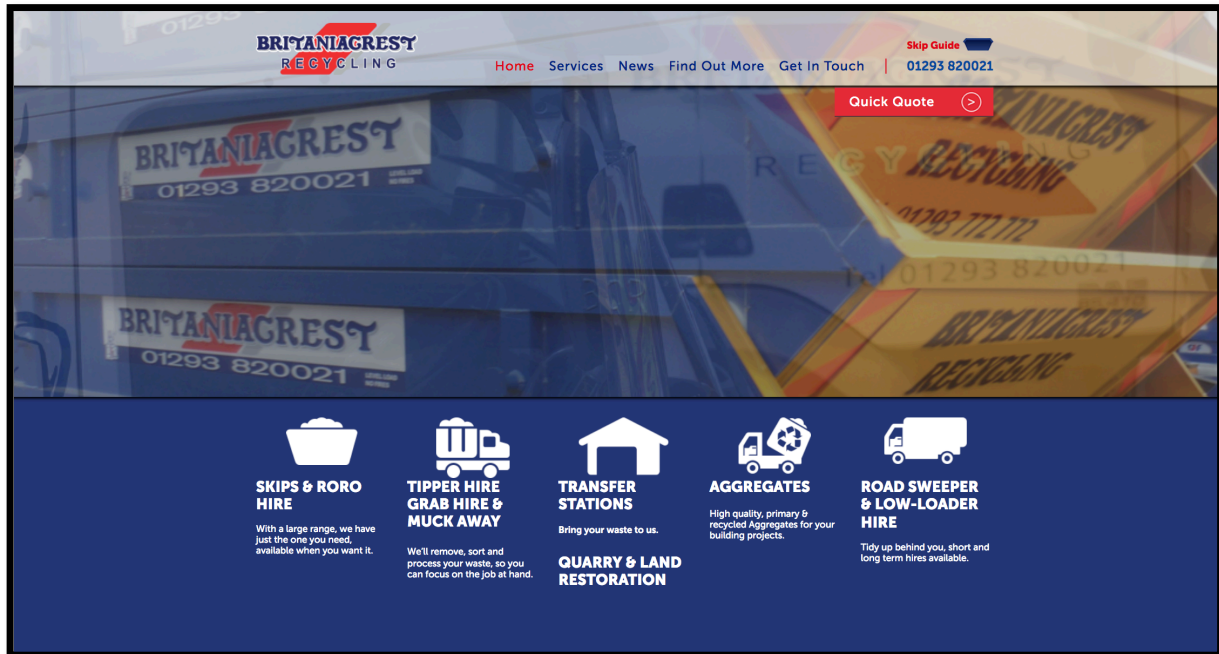 BRITANIACREST
RECYCLING
Skip Guide
Home Services News Find Out More Get In Touch | 01293 820021
Quick Quote >
BRITANIACREST
01293 820021
LEVEL LOAD
NO FIRES
RECYCLING
RECYCLING
01293 772 772
Tel 01293 820021
BRITANIACREST
01293 820021
BRITANIACREST
RECYCLING
SKIPS & RORO
HIRE
With a large range, we have
just the one you need,
available when you want it.
TIPPER HIRE
GRAB HIRE &
MUCK AWAY
We'll remove, sort and
process your waste, so you
can focus on the job at hand.
TRANSFER
STATIONS
Bring your waste to us.
QUARRY & LAND
RESTORATION
AGGREGATES
High quality, primary &
recycled Aggregates for your
building projects.
ROAD SWEEPER
& LOW-LOADER
HIRE
Tidy up behind you, short and
long term hires available.